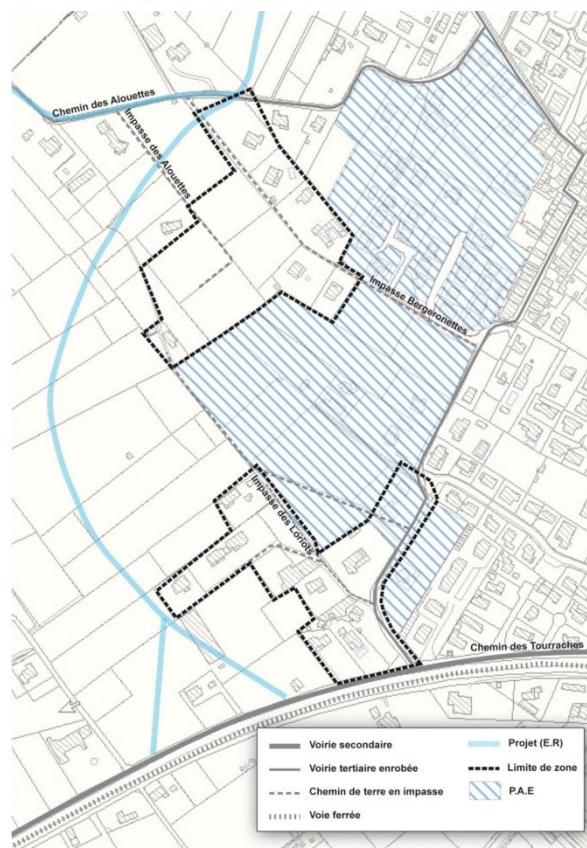 Chemin des Alouettes
Impasse des Alouettes
Impasse Bergeronettes
Impasse des Loriots
Chemin des Tourraches
Voirie secondaire
Voirie tertiaire enrobée
Chemin de terre en impasse
Voie ferrée
Projet (E.R)
Limite de zone
P.A.E